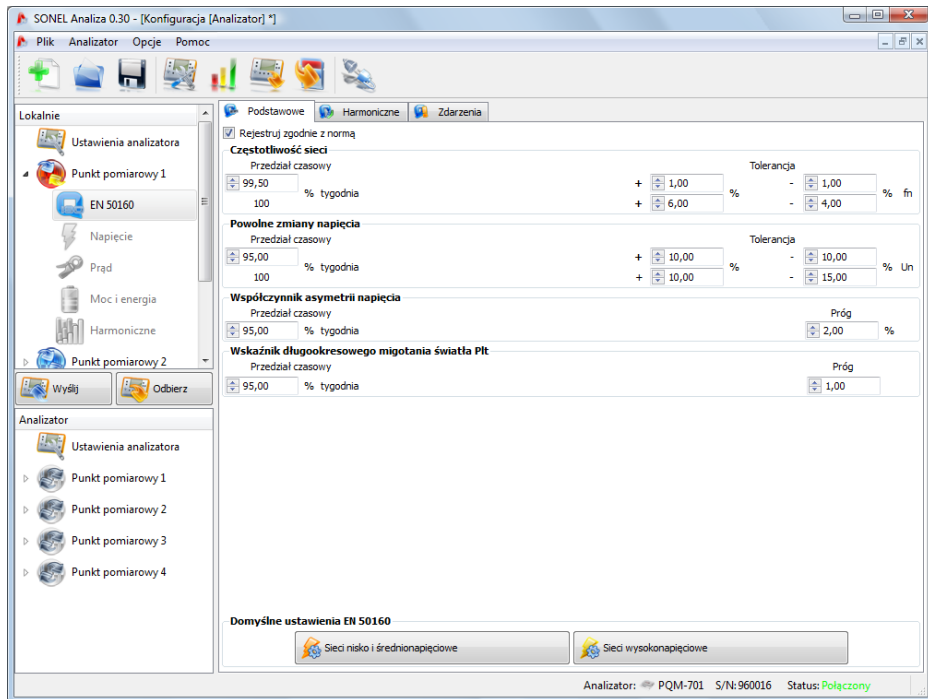 SONEL Analiza 0.30 - [Konfiguracja [Analizator] *]
Plik Analizator Opcje Pomoc
Lokalnie
Ustawienia analizatora
Punkt pomiarowy 1
EN 50160
Napięcie
Prąd
Moc i energia
Harmoniczne
Punkt pomiarowy 2
Wyślij Odbierz
Analizator
Ustawienia analizatora
Punkt pomiarowy 1
Punkt pomiarowy 2
Punkt pomiarowy 3
Punkt pomiarowy 4
Podstawowe Harmoniczne Zdarzenia
Rejestruj zgodnie z normą
Częstotliwość sieci
Przedział czasowy Tolerancja
99,50 + 1,00 - 1,00
% tygodnia % % fn
100 + 6,00 - 4,00
Powolne zmiany napięcia
Przedział czasowy Tolerancja
95,00 + 10,00 - 10,00
% tygodnia % % Un
100 + 10,00 - 15,00
Współczynnik asymetrii napięcia
Przedział czasowy Próg
95,00 % tygodnia 2,00 %
Wskaźnik długookresowego migotania światła Plt
Przedział czasowy Próg
95,00 % tygodnia 1,00
Domyślne ustawienia EN 50160
Sieci nisko i średnionapięciowe Sieci wysokonapięciowe
Analizator: PQM-701 S/N: 960016 Status: Połączony